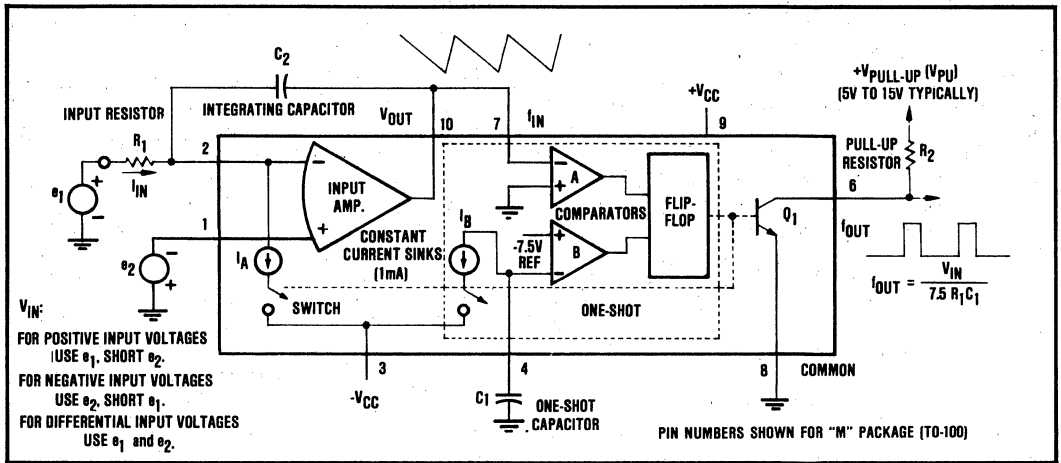 C2
INPUT RESISTOR
INTEGRATING CAPACITOR
VOUT
fIN
+VCC
+VPULL-UP (VPU)
(5V TO 15V TYPICALLY)
R1
10
7
9
PULL-UP
RESISTOR
R2
2
IIN
e1
+
-
-
INPUT
AMP.
+
-
+
A
COMPARATORS
FLIP-
FLOP
6
Q1
1
CONSTANT
CURRENT SINKS
(1mA)
IA
IB
-7.5V
REF
+
-
B
fOUT
e2
-
+
SWITCH
ONE-SHOT
fOUT = VIN / 7.5 R1C1
VIN:
FOR POSITIVE INPUT VOLTAGES
USE e1, SHORT e2.
FOR NEGATIVE INPUT VOLTAGES
USE e2, SHORT e1.
FOR DIFFERENTIAL INPUT VOLTAGES
USE e1 and e2.
3
-VCC
4
C1
ONE-SHOT
CAPACITOR
8
COMMON
PIN NUMBERS SHOWN FOR "M" PACKAGE (TO-100)